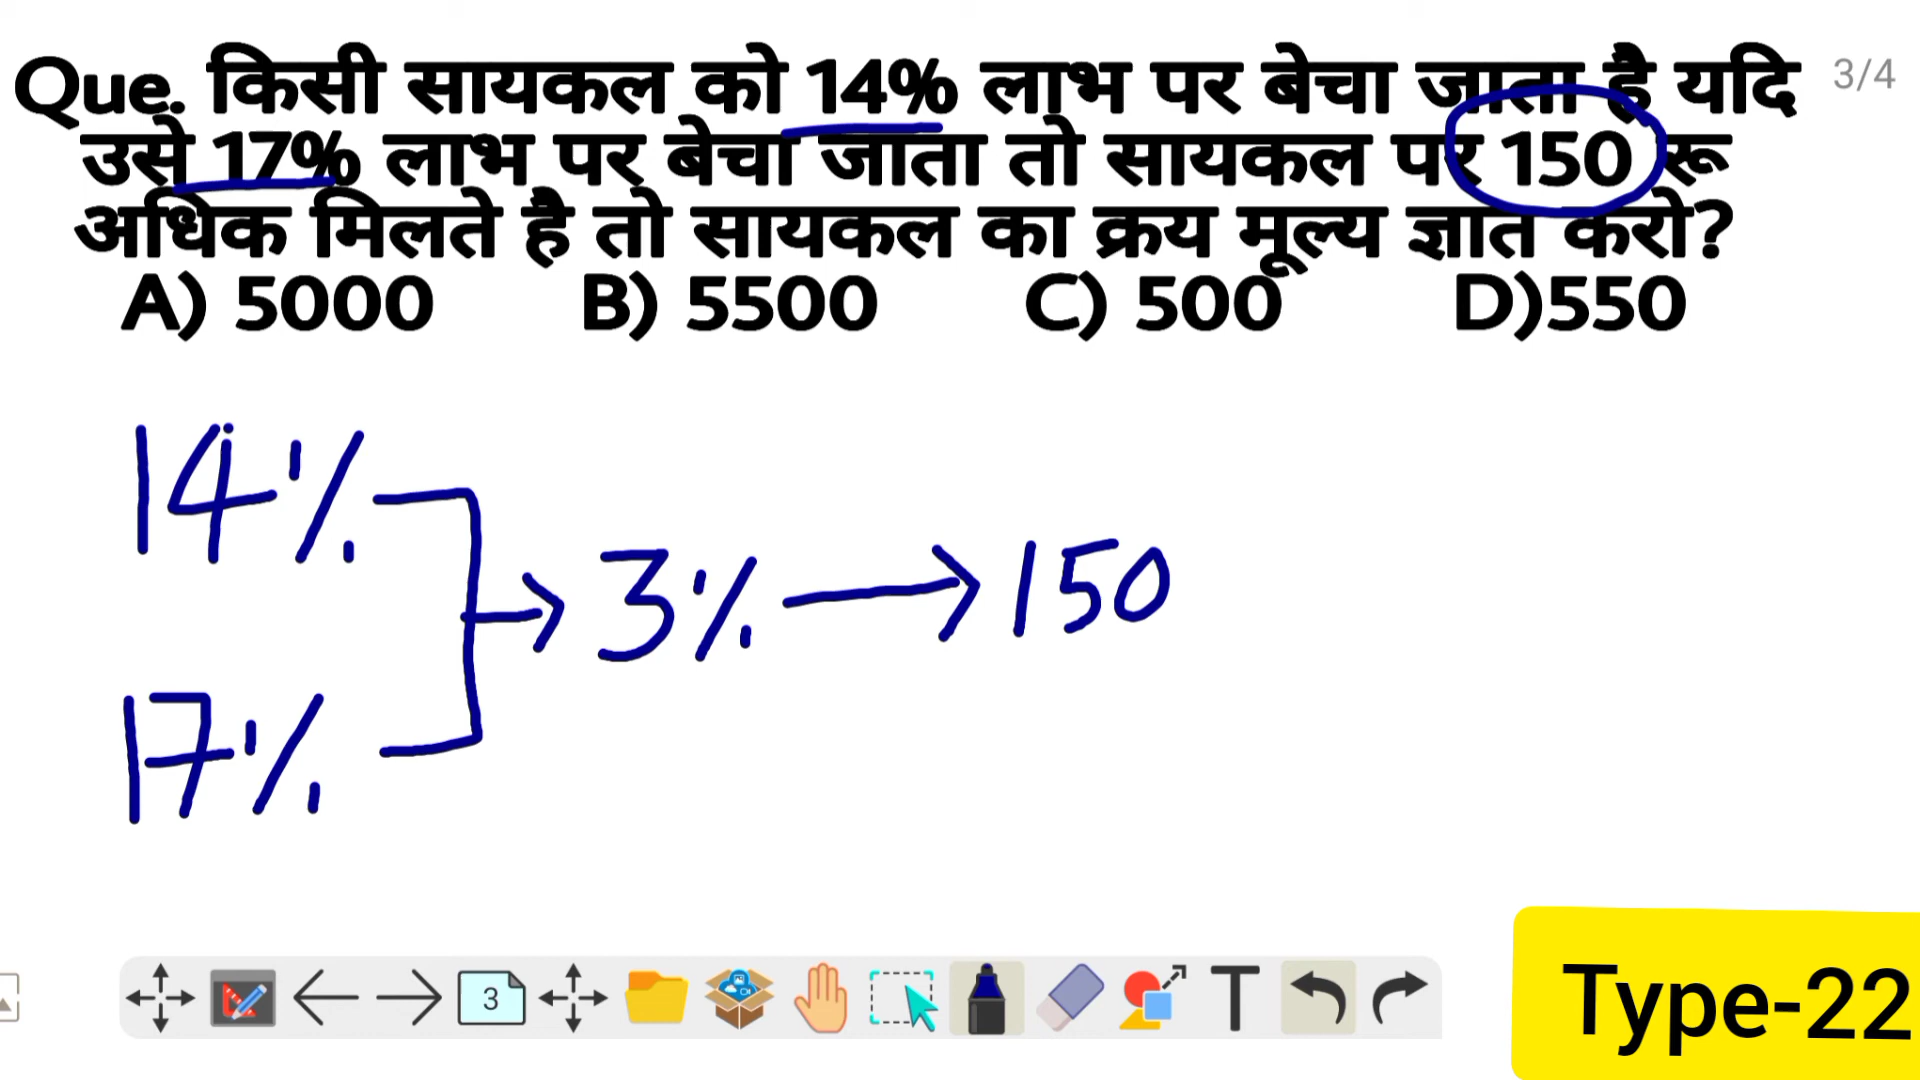 Que. किसी सायकल को 14% लाभ पर बेचा जाता है यदि 3/4
उसे 17% लाभ पर बेचा जाता तो सायकल पर 150 रू
अधिक मिलते है तो सायकल का क्रय मूल्य ज्ञात करो?
A) 5000 B) 5500 C) 500 D)550
14%
3% → 150
17%
3
T
Type-22